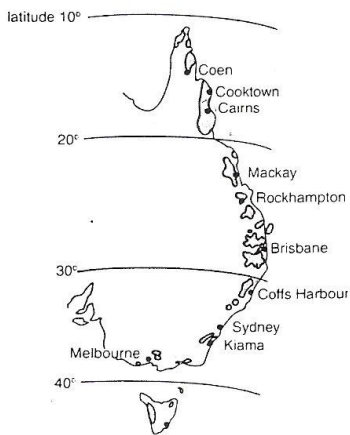 latitude 10°
Coen
Cooktown
Cairns
20°
Mackay
Rockhampton
Brisbane
30°
Coffs Harbour
Sydney
Kiama
Melbourne
40°